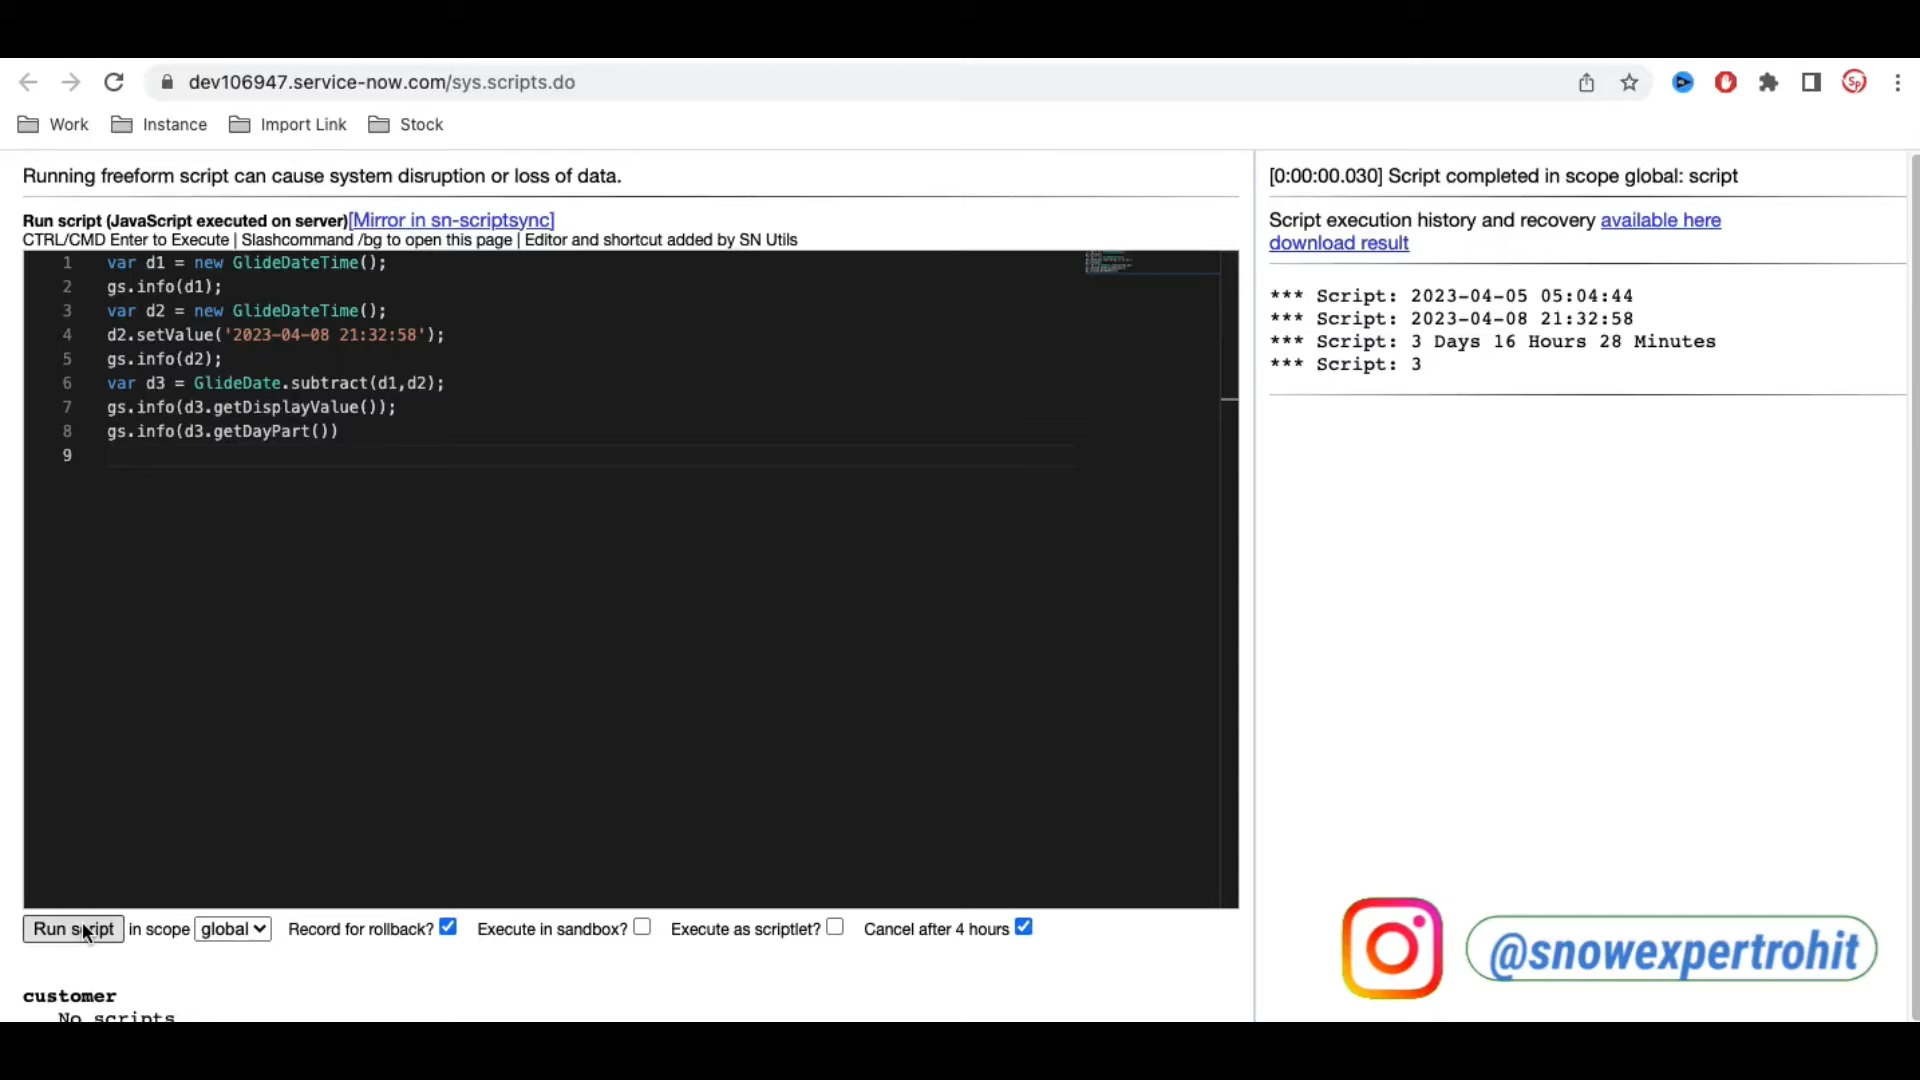 dev106947.service-now.com/sys.scripts.do
Sp
Work Instance Import Link Stock
Running freeform script can cause system disruption or loss of data.
Run script (JavaScript executed on server)[Mirror in sn-scriptsync]
CTRL/CMD Enter to Execute | Slashcommand /bg to open this page | Editor and shortcut added by SN Utils
1 var d1 = new GlideDateTime();
2 gs.info(d1);
3 var d2 = new GlideDateTime();
4 d2.setValue('2023-04-08 21:32:58');
5 gs.info(d2);
6 var d3 = GlideDate.subtract(d1,d2);
7 gs.info(d3.getDisplayValue());
8 gs.info(d3.getDayPart())
9
Run script in scope global Record for rollback? Execute in sandbox? Execute as scriptlet? Cancel after 4 hours
customer
No scripts
[0:00:00.030] Script completed in scope global: script
Script execution history and recovery available here
download result
*** Script: 2023-04-05 05:04:44
*** Script: 2023-04-08 21:32:58
*** Script: 3 Days 16 Hours 28 Minutes
*** Script: 3
@snowexpertrohit